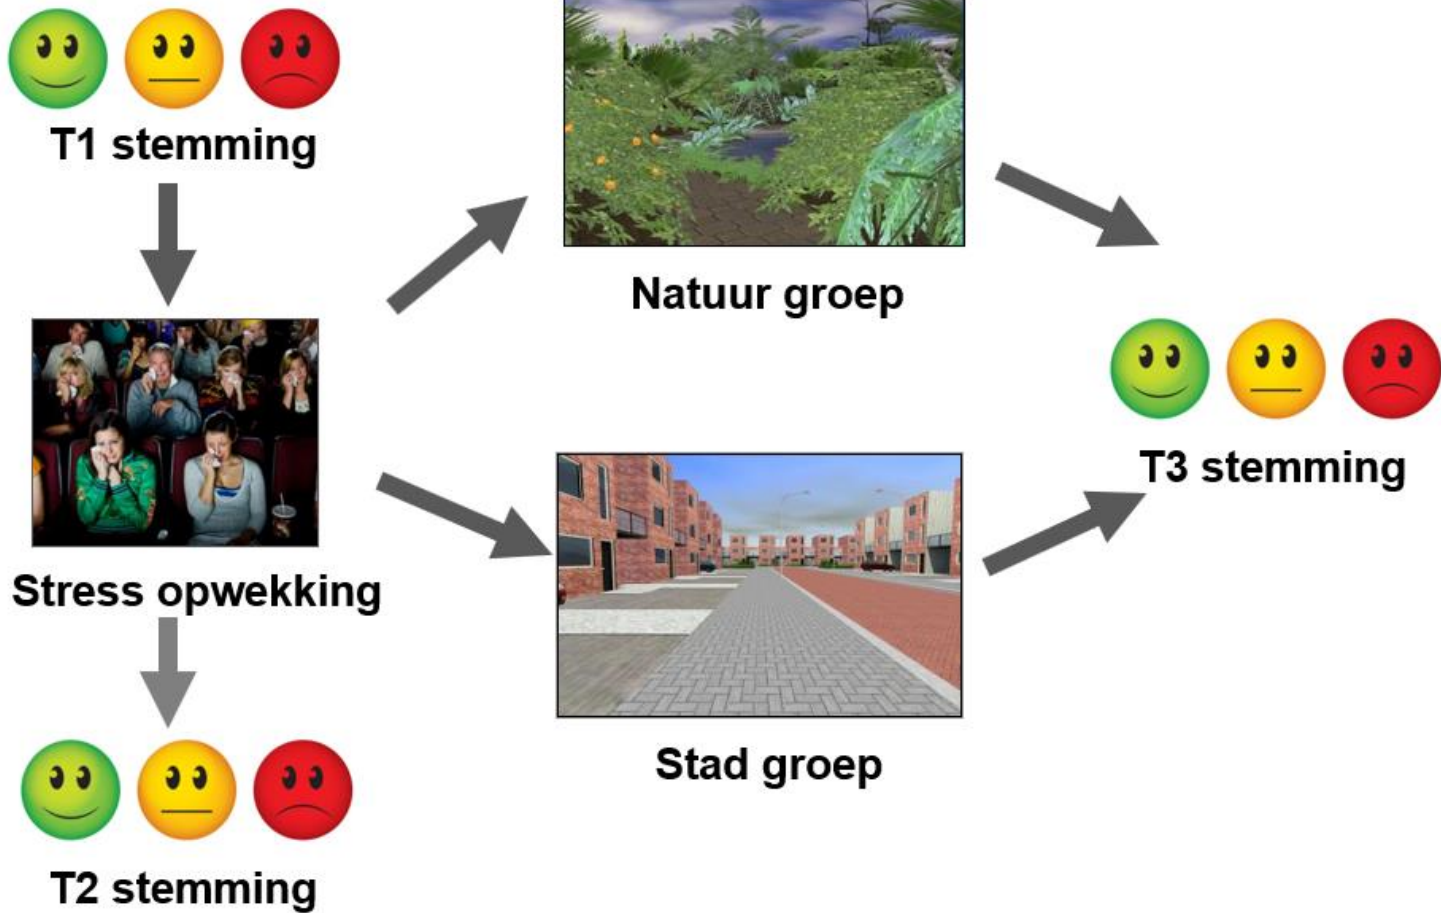 T1 stemming
Stress opwekking
T2 stemming
Natuur groep
Stad groep
T3 stemming